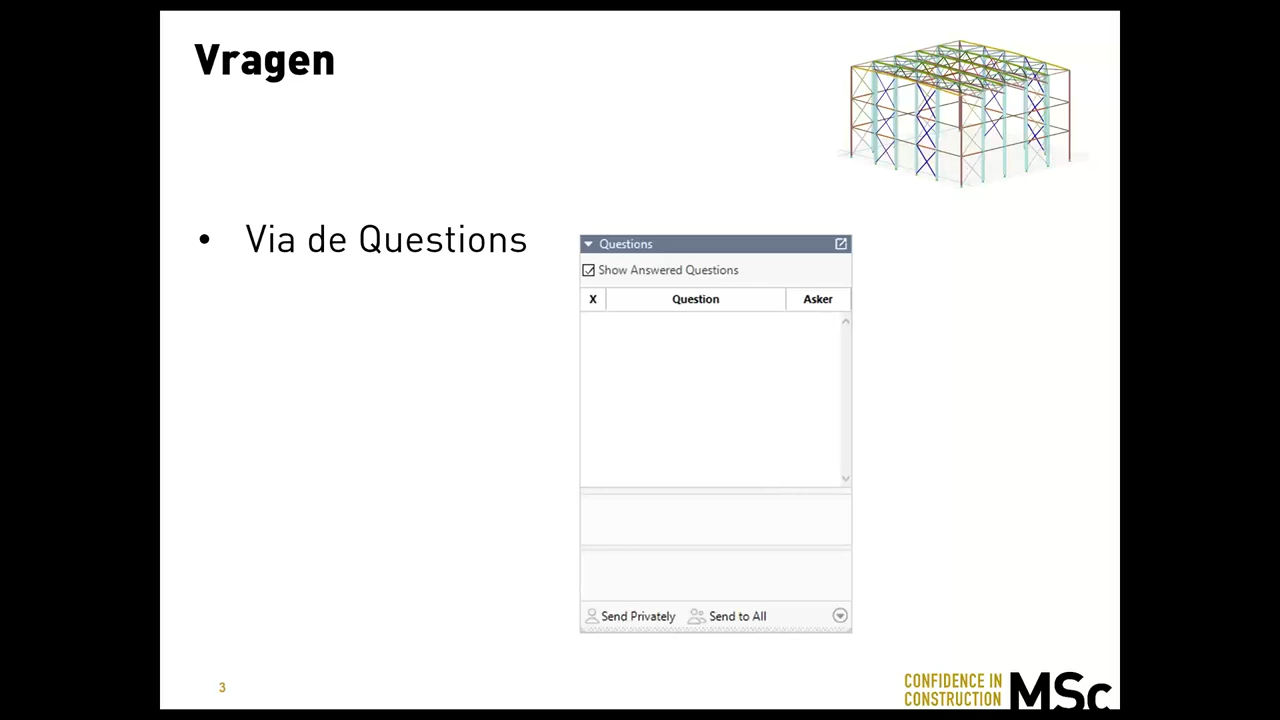 Vragen
• Via de Questions
Questions
Show Answered Questions
X Question Asker
Send Privately Send to All
3
CONFIDENCE IN
CONSTRUCTION
MSc